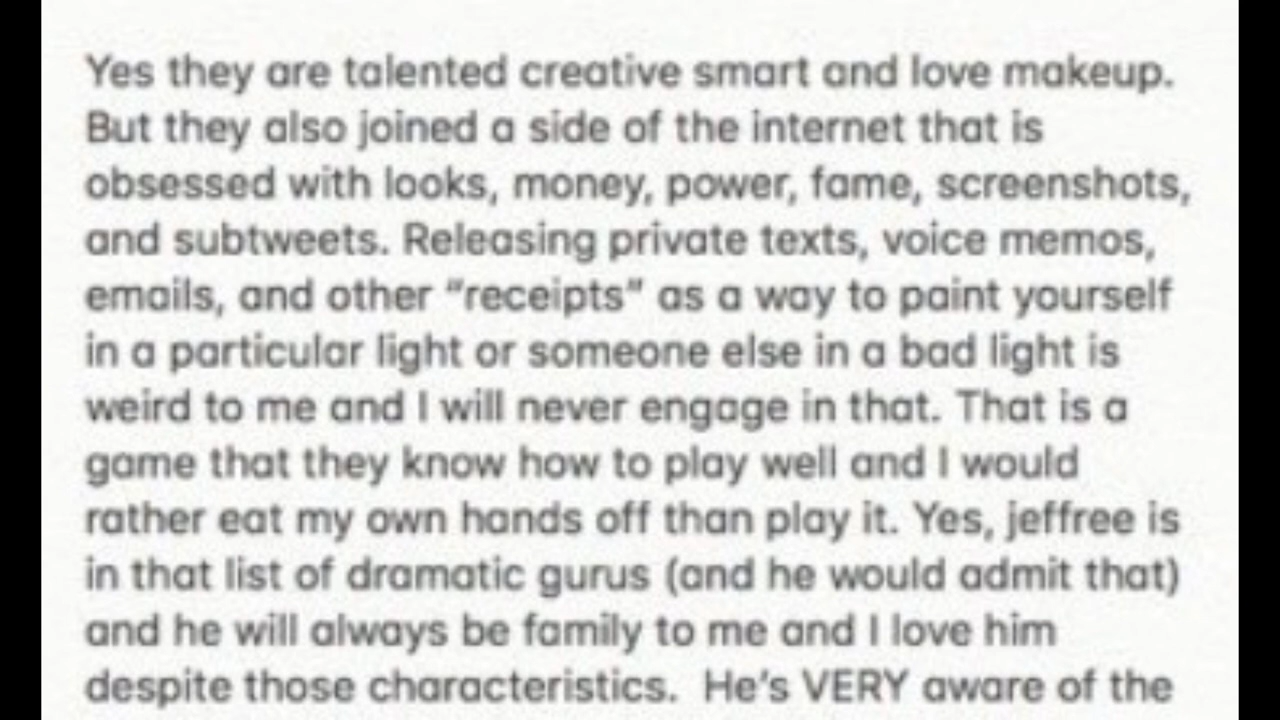 Yes they are talented creative smart and love makeup.
But they also joined a side of the internet that is
obsessed with looks, money, power, fame, screenshots,
and subtweets. Releasing private texts, voice memos,
emails, and other “receipts” as a way to paint yourself
in a particular light or someone else in a bad light is
weird to me and I will never engage in that. That is a
game that they know how to play well and I would
rather eat my own hands off than play it. Yes, jeffree is
in that list of dramatic gurus (and he would admit that)
and he will always be family to me and I love him
despite those characteristics.  He’s VERY aware of the